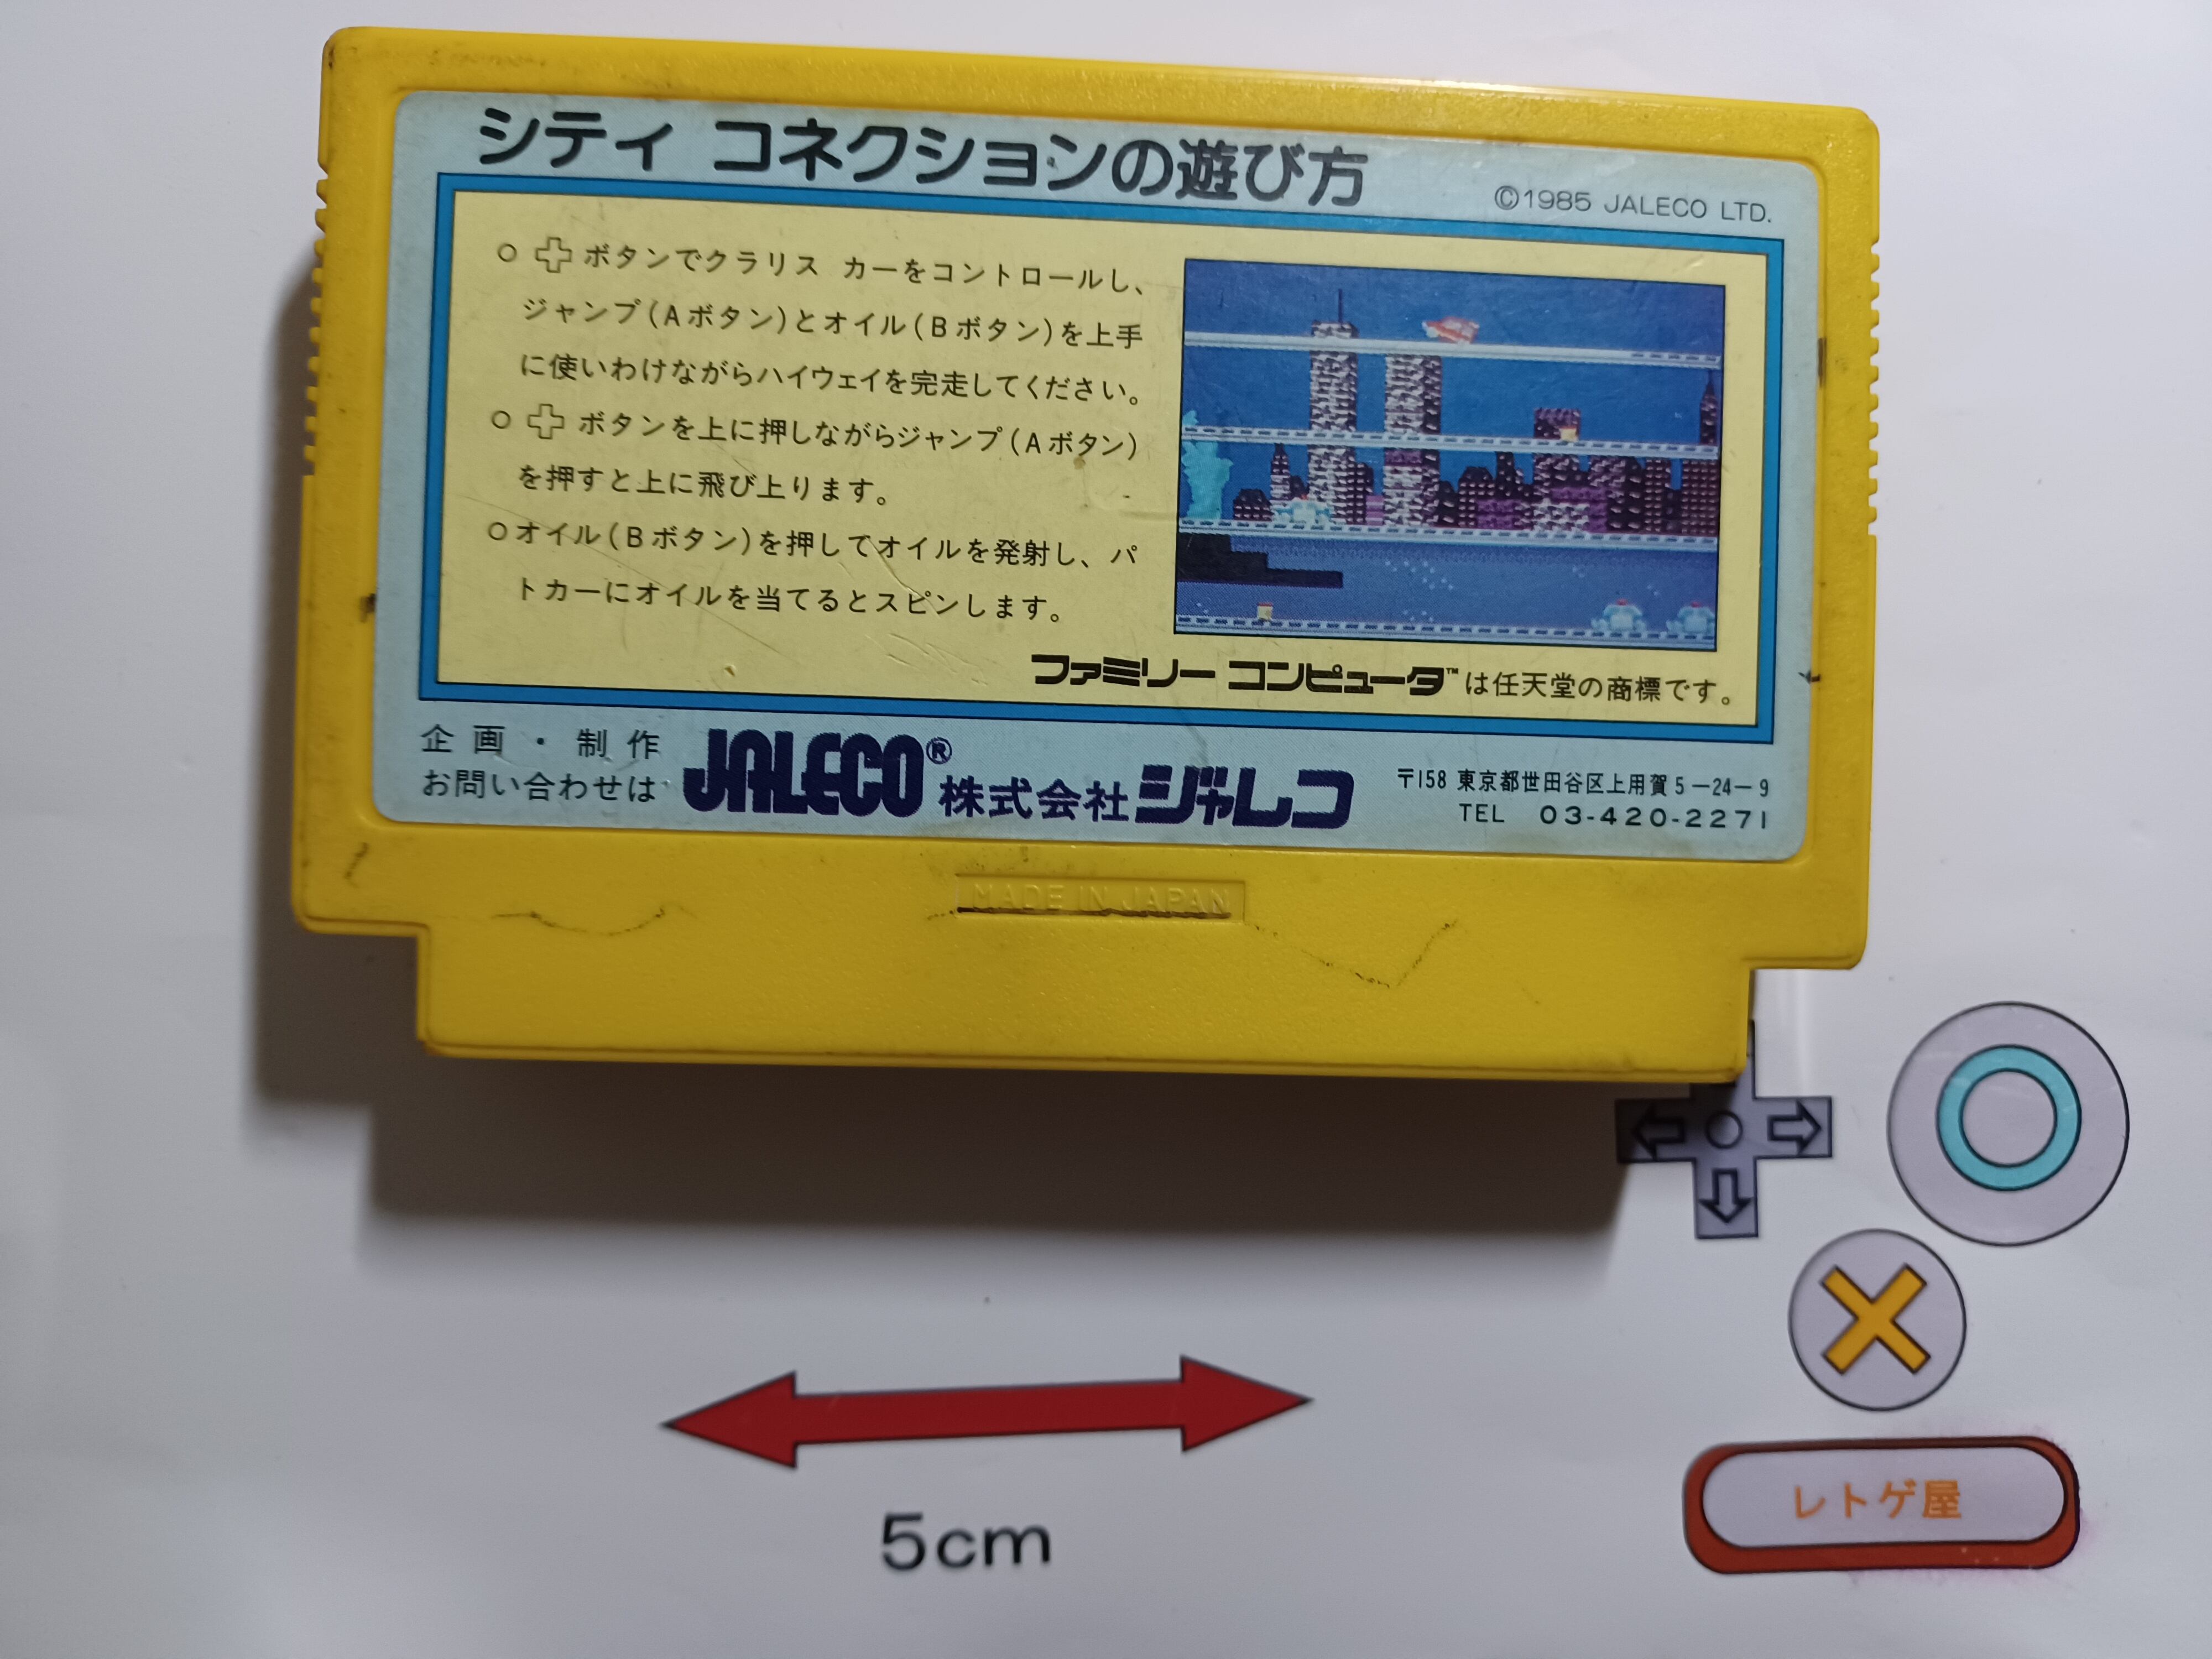 シティ コネクションの遊び方
©1985 JALECO LTD.
○ ボタンでクラリス カーをコントロールし、
ジャンプ(Aボタン)とオイル(Bボタン)を上手
に使いわけながらハイウェイを完走してください。
○ ボタンを上に押しながらジャンプ(Aボタン)
を押すと上に飛び上ります。
○オイル(Bボタン)を押してオイルを発射し、パ
トカーにオイルを当てるとスピンします。
ファミリー コンピュータ™は任天堂の商標です。
企画・制作
お問い合わせは
JALECO® 株式会社ジャレコ
〒158 東京都世田谷区上用賀5-24-9
TEL 03-420-2271
MADE IN JAPAN
5cm
レトゲ屋